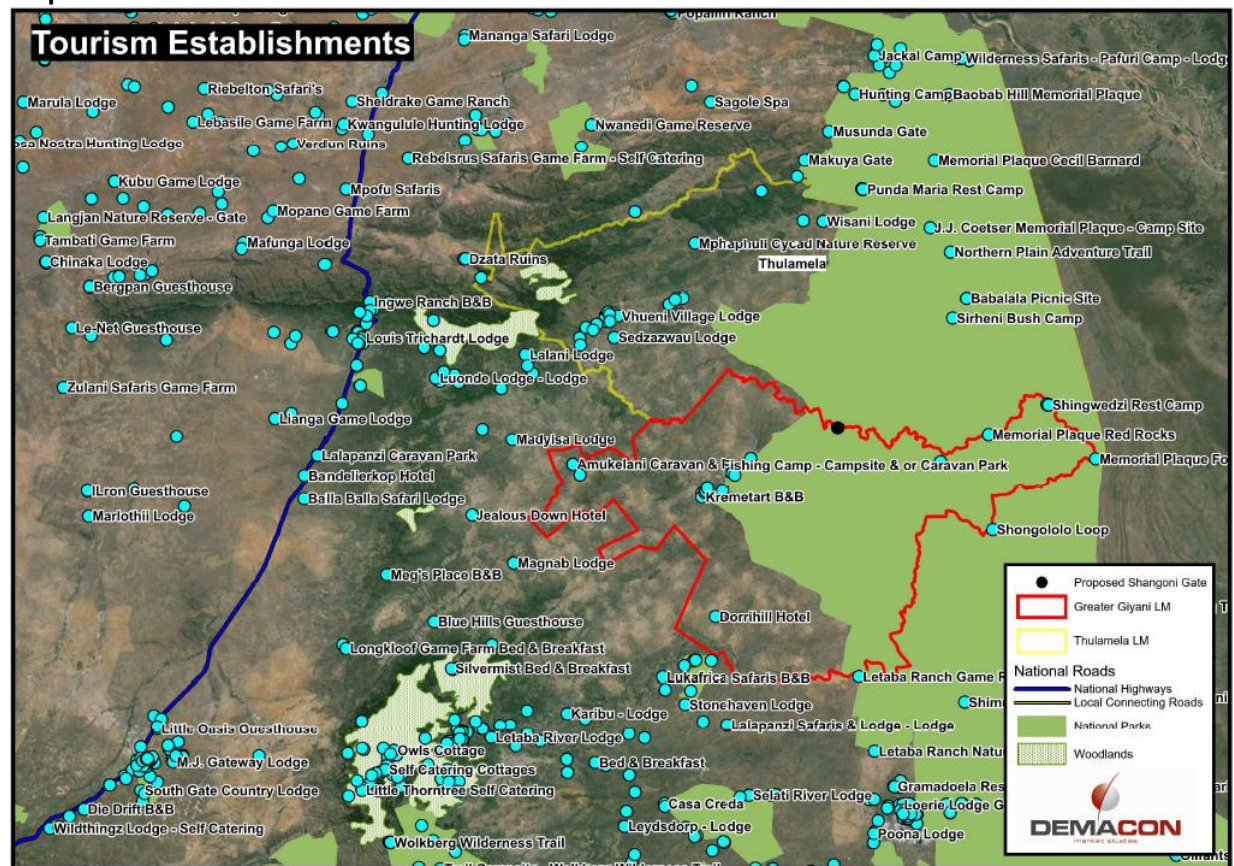 Tourism Establishments
Mananga Safari Lodge
Jackal Camp
Wilderness Safaris - Pafuri Camp - Lodg
Riebelton Safari's
Marula Lodge
Sheldrake Game Ranch
Sagole Spa
Hunting Camp
Baobab Hill Memorial Plaque
Lebasile Game Farm
Kwangulule Hunting Lodge
Nwanedi Game Reserve
Musunda Gate
osa Nostra Hunting Lodge
Verdun Ruins
Rebelsrus Safaris Game Farm - Self Catering
Makuya Gate
Memorial Plaque Cecil Barnard
Kubu Game Lodge
Mpofu Safaris
Punda Maria Rest Camp
Langjan Nature Reserve - Gate
Mopane Game Farm
Wisani Lodge
J.J. Coetser Memorial Plaque - Camp Site
Tambati Game Farm
Mafunga Lodge
Mphaphuli Cycad Nature Reserve
Northern Plain Adventure Trail
Chinaka Lodge
Dzata Ruins
Thulamela
Bergpan Guesthouse
Ingwe Ranch B&B
Babalala Picnic Site
Vhueni Village Lodge
Sirheni Bush Camp
Le-Net Guesthouse
Louis Trichardt Lodge
Sedzazwau Lodge
Lalani Lodge
Luonde Lodge - Lodge
Zulani Safaris Game Farm
Shingwedzi Rest Camp
Lianga Game Lodge
Madyisa Lodge
Memorial Plaque Red Rocks
Lalapanzi Caravan Park
Amukelani Caravan & Fishing Camp - Campsite & or Caravan Park
Memorial Plaque Fo
Bandelierkop Hotel
ILron Guesthouse
Balla Balla Safari Lodge
Kremetart B&B
Marlothii Lodge
Jealous Down Hotel
Shongololo Loop
Magnab Lodge
Meg's Place B&B
Dorrihill Hotel
Blue Hills Guesthouse
Longkloof Game Farm Bed & Breakfast
Silvermist Bed & Breakfast
Lukafrica Safaris B&B
Letaba Ranch Game R
Stonehaven Lodge
Shim
Karibu - Lodge
Little Oasis Guesthouse
Lalapanzi Safaris & Lodge - Lodge
Letaba River Lodge
Owls Cottage
Letaba Ranch Natur
M.J. Gateway Lodge
Bed & Breakfast
Self Catering Cottages
South Gate Country Lodge
Little Thorntree Self Catering
Gramadoela Res
Selati River Lodge
Die Drift B&B
Casa Creda
Loerie Lodge G
Wildthingz Lodge - Self Catering
Leydsdorp - Lodge
Poona Lodge
Wolkberg Wilderness Trail
Proposed Shangoni Gate
Greater Giyani LM
Thulamela LM
National Roads
National Highways
Local Connecting Roads
National Parks
Woodlands
DEMACON
market studies